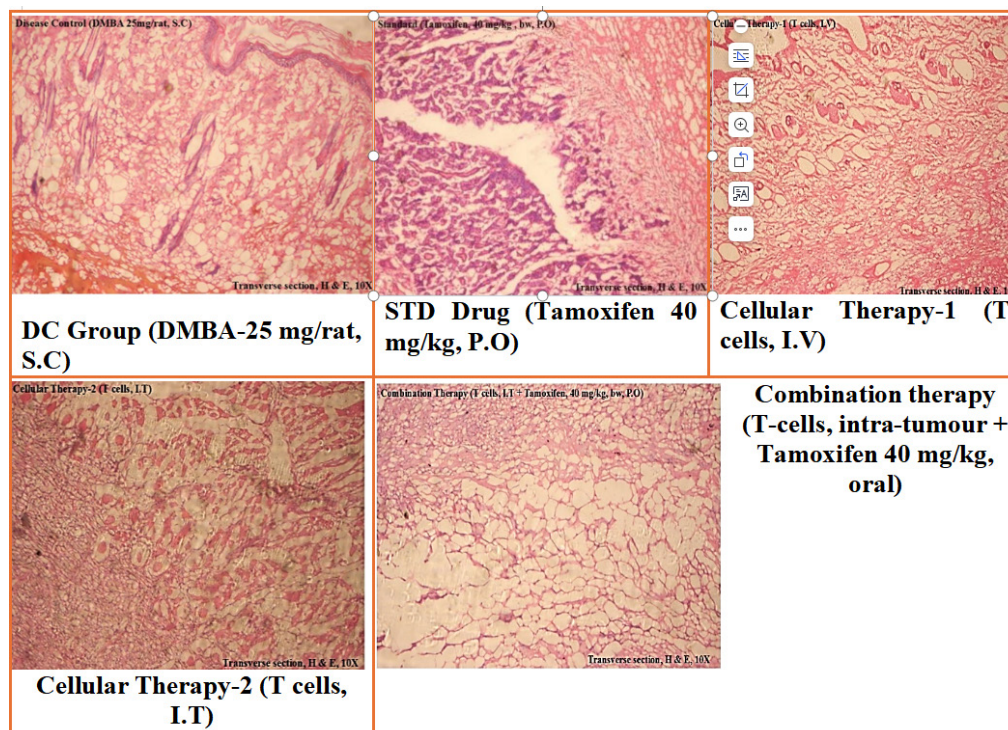 Disease Control (DMBA 25mg/rat, S.C)
Transverse section, H & E, 10X
DC Group (DMBA-25 mg/rat,
S.C)
Standard (Tamoxifen, 40 mg/kg, bw, P.O)
Transverse section, H & E, 10X
STD Drug (Tamoxifen 40
mg/kg, P.O)
(T cells, I.V)
Transverse section, H & E, 1
Cellular Therapy-1 (T
cells, I.V)
Cellular Therapy-2 (T cells, I.T)
Transverse section, H & E, 10X
Cellular Therapy-2 (T cells,
I.T)
Combination Therapy (T cells, I.T + Tamoxifen, 40 mg/kg, bw, P.O)
Transverse section, H & E, 10X
Combination therapy
(T-cells, intra-tumour +
Tamoxifen 40 mg/kg,
oral)